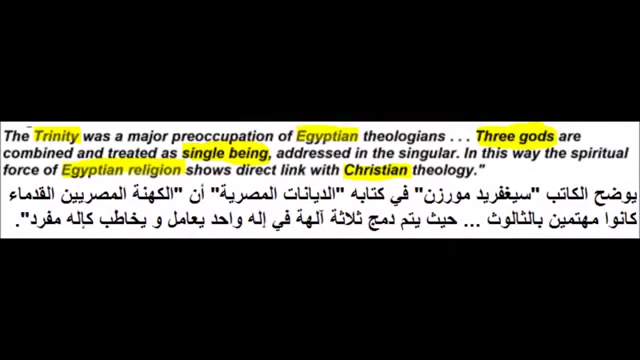 The Trinity was a major preoccupation of Egyptian theologians . . . Three gods are
combined and treated as single being, addressed in the singular. In this way the spiritual
force of Egyptian religion shows direct link with Christian theology."
يوضح الكاتب "سيغفريد مورزن" في كتابه "الديانات المصرية" أن "الكهنة المصريين القدماء
كانوا مهتمين بالثالوث ... حيث يتم دمج ثلاثة آلهة في إله واحد يعامل و يخاطب كإله مفرد".